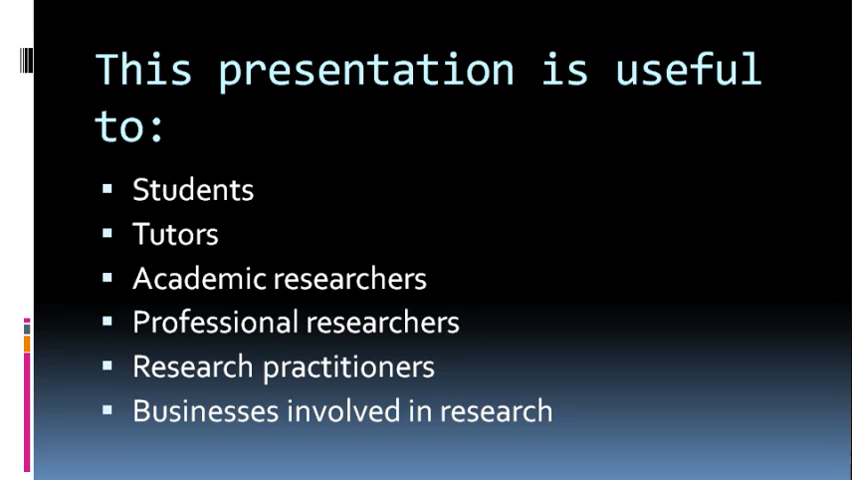 This presentation is useful
to:
Students
Tutors
Academic researchers
Professional researchers
Research practitioners
Businesses involved in research